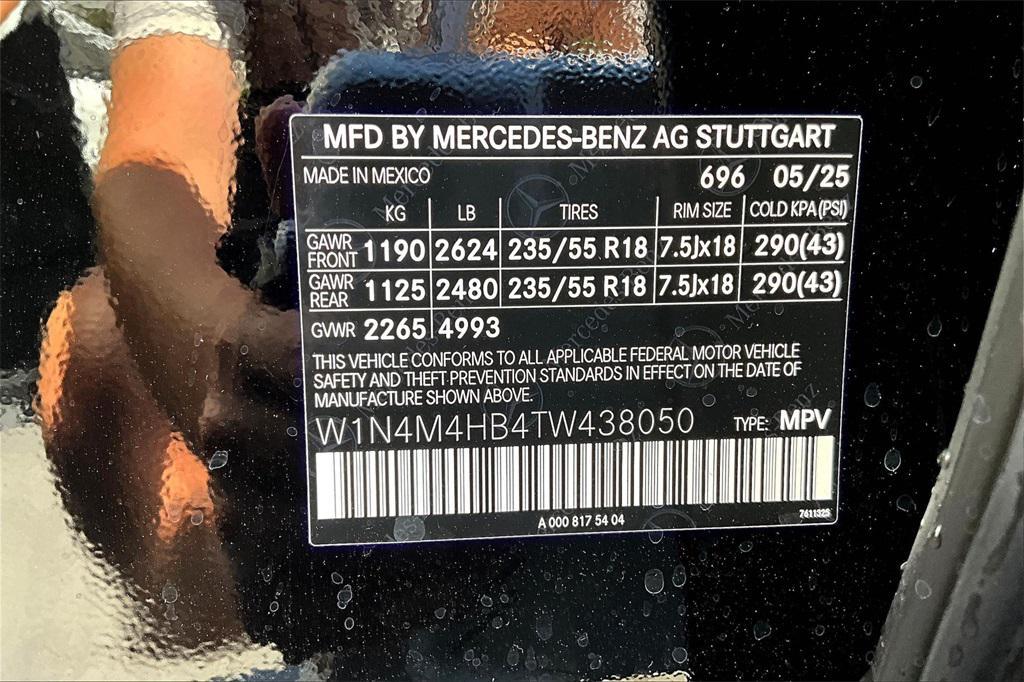 MFD BY MERCEDES-BENZ AG STUTTGART
MADE IN MEXICO 696 05/25
KG LB TIRES RIM SIZE COLD KPA(PSI)
GAWR FRONT 1190 2624 235/55 R18 7.5Jx18 290(43)
GAWR REAR 1125 2480 235/55 R18 7.5Jx18 290(43)
GVWR 2265 4993
THIS VEHICLE CONFORMS TO ALL APPLICABLE FEDERAL MOTOR VEHICLE
SAFETY AND THEFT PREVENTION STANDARDS IN EFFECT ON THE DATE OF
MANUFACTURE SHOWN ABOVE.
W1N4M4HB4TW438050 TYPE: MPV
A 000 817 54 04 7611323